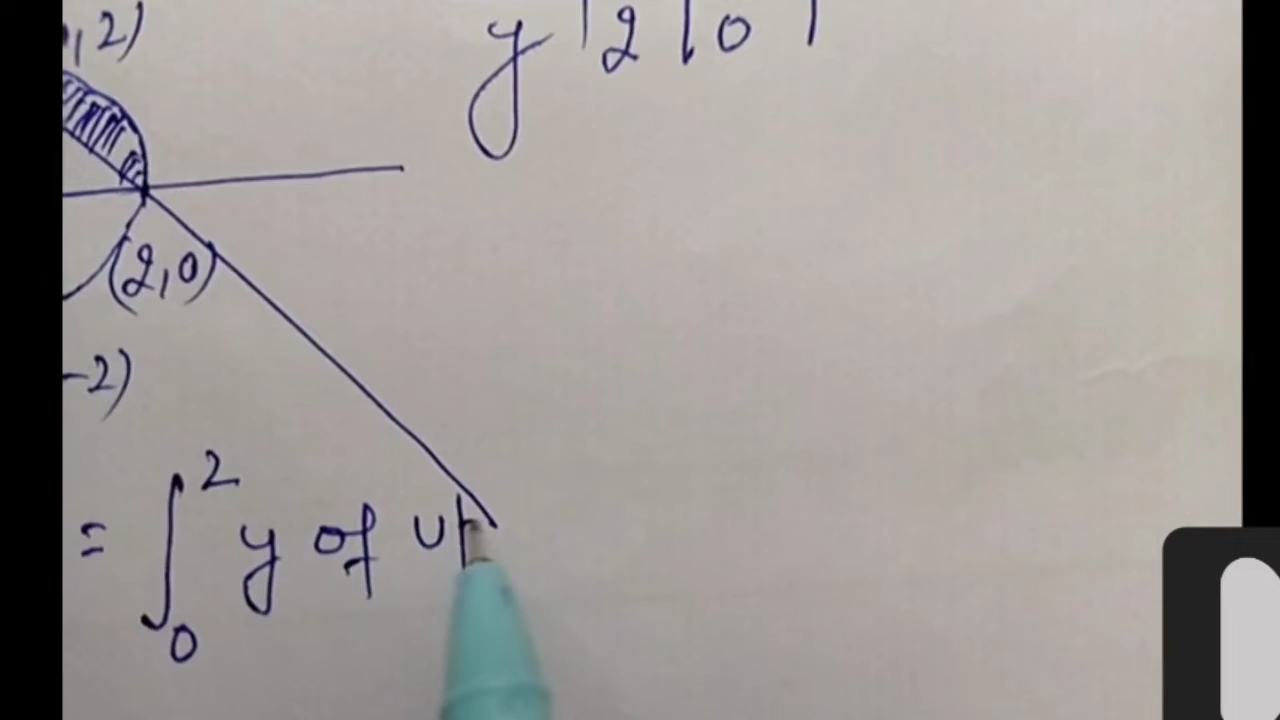 , 2)
y | 2 | 0 |
(2, 0)
-2)
= ∫₀² y of up